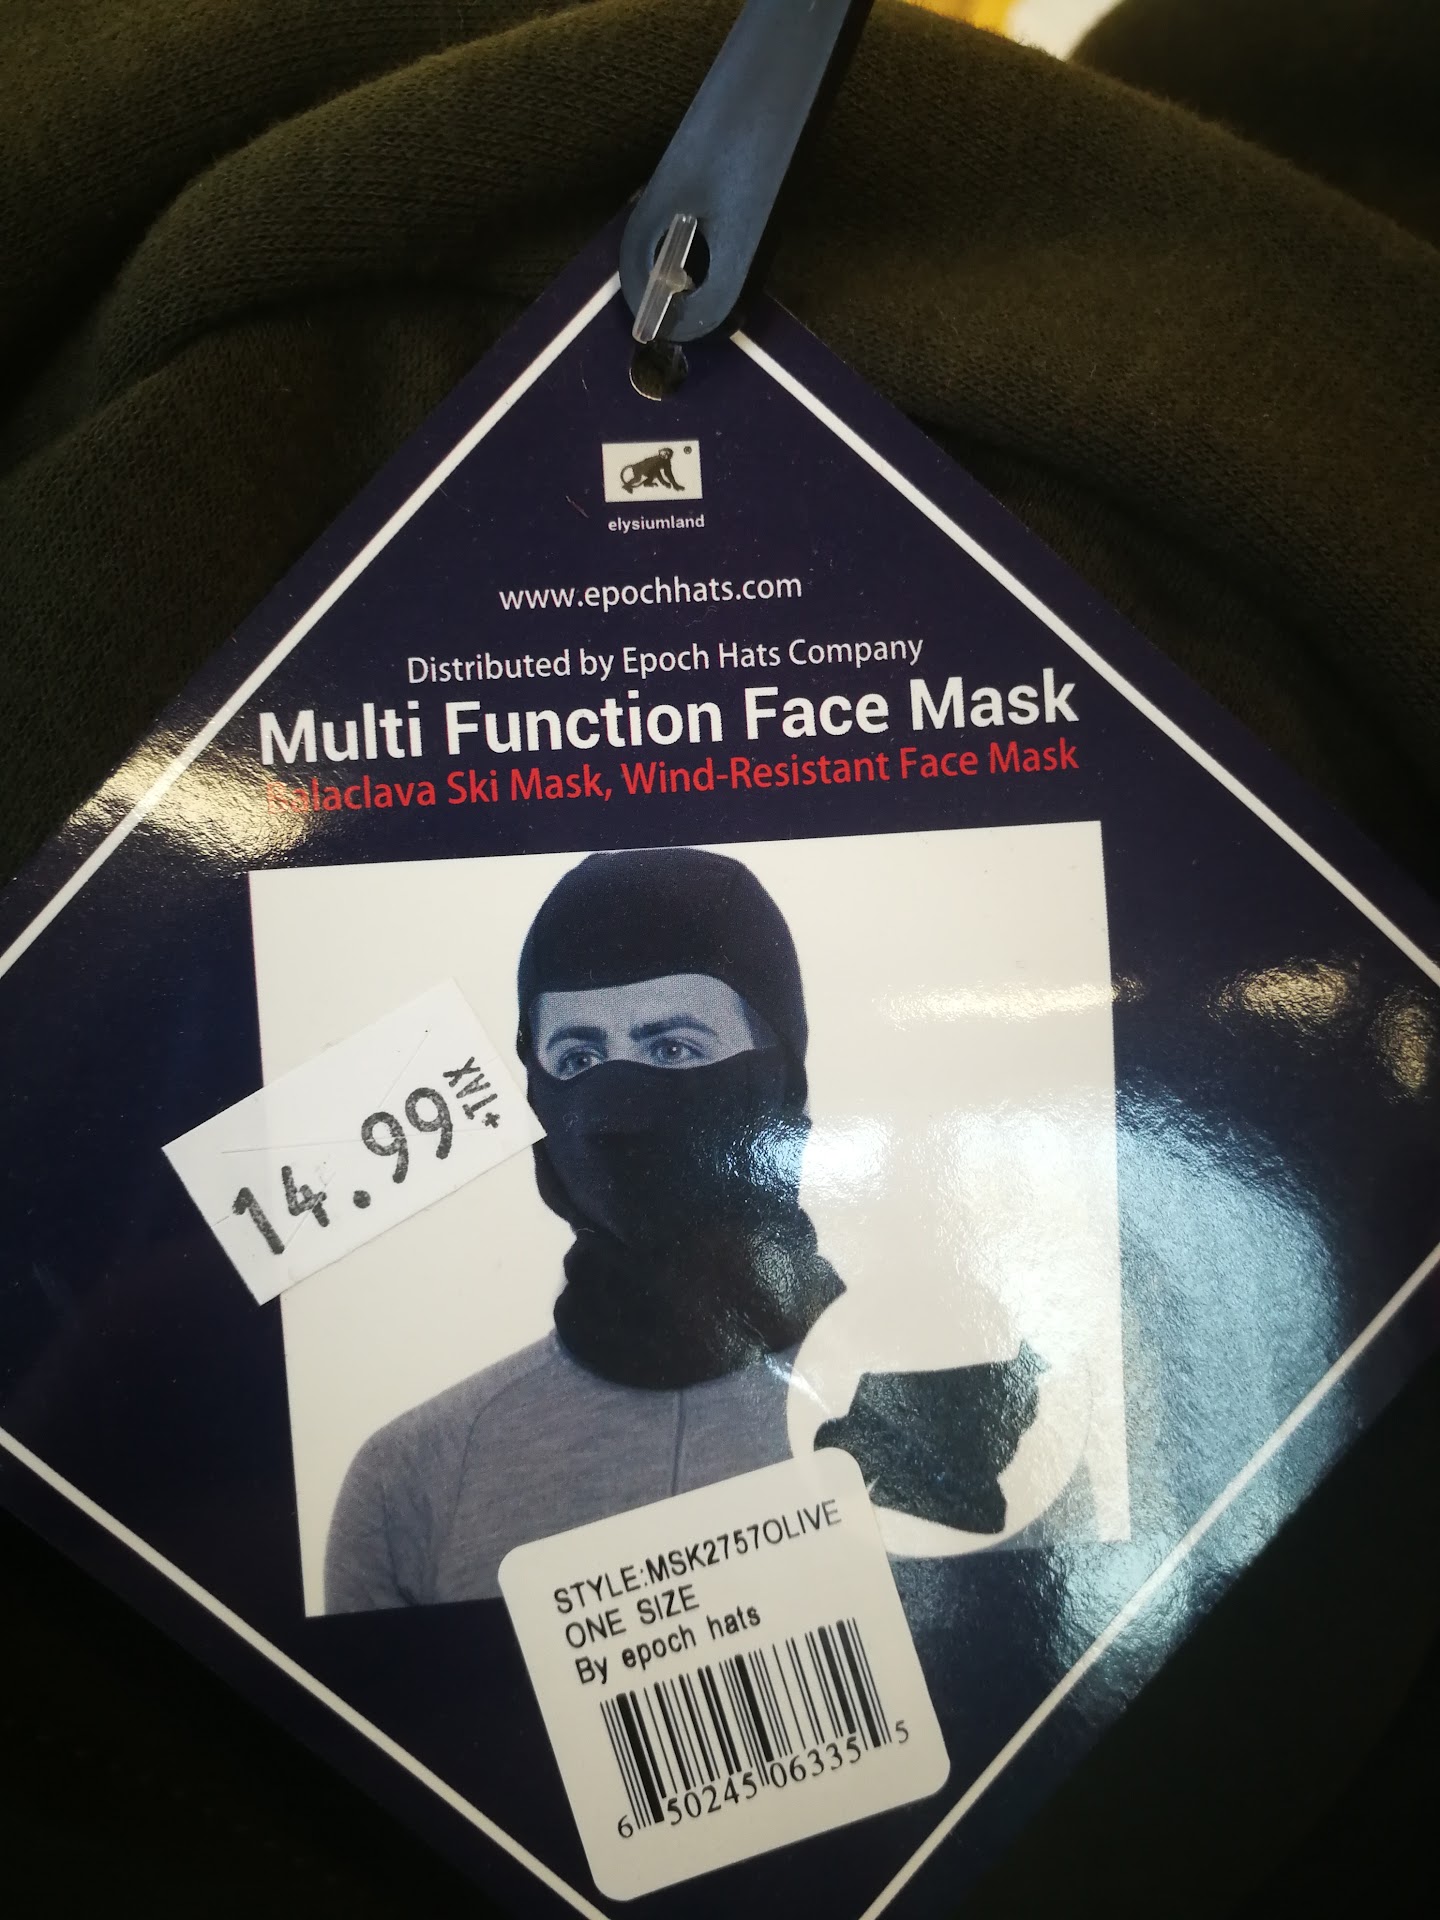 elysiumland
www.epochhats.com
Distributed by Epoch Hats Company
Multi Function Face Mask
Balaclava Ski Mask, Wind-Resistant Face Mask
14.99 +TAX
STYLE:MSK2757OLIVE
ONE SIZE
By epoch hats
6 50245 06335 5